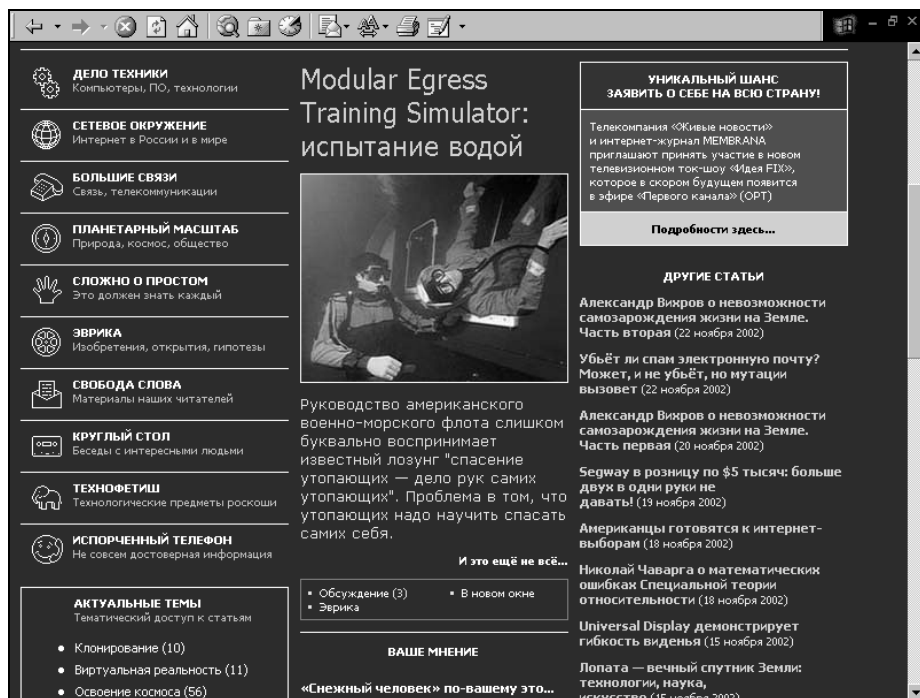 ДЕЛО ТЕХНИКИ
Компьютеры, ПО, технологии
СЕТЕВОЕ ОКРУЖЕНИЕ
Интернет в России и в мире
БОЛЬШИЕ СВЯЗИ
Связь, телекоммуникации
ПЛАНЕТАРНЫЙ МАСШТАБ
Природа, космос, общество
СЛОЖНО О ПРОСТОМ
Это должен знать каждый
ЭВРИКА
Изобретения, открытия, гипотезы
СВОБОДА СЛОВА
Материалы наших читателей
КРУГЛЫЙ СТОЛ
Беседы с интересными людьми
ТЕХНОФЕТИШ
Технологические предметы роскоши
ИСПОРЧЕННЫЙ ТЕЛЕФОН
Не совсем достоверная информация
АКТУАЛЬНЫЕ ТЕМЫ
Тематический доступ к статьям
• Клонирование (10)
• Виртуальная реальность (11)
• Освоение космоса (56)
Modular Egress
Training Simulator:
испытание водой
Руководство американского
военно-морского флота слишком
буквально воспринимает
известный лозунг "спасение
утопающих — дело рук самих
утопающих". Проблема в том, что
утопающих надо научить спасать
самих себя.
И это ещё не всё...
• Обсуждение (3)
• Эврика
• В новом окне
ВАШЕ МНЕНИЕ
«Снежный человек» по-вашему это...
УНИКАЛЬНЫЙ ШАНС
ЗАЯВИТЬ О СЕБЕ НА ВСЮ СТРАНУ!
Телекомпания «Живые новости»
и интернет-журнал MEMBRANA
приглашают принять участие в новом
телевизионном ток-шоу «Идея FIX»,
которое в скором будущем появится
в эфире «Первого канала» (ОРТ)
Подробности здесь...
ДРУГИЕ СТАТЬИ
Александр Вихров о невозможности
самозарождения жизни на Земле.
Часть вторая (22 ноября 2002)
Убьёт ли спам электронную почту?
Может, и не убьёт, но мутации
вызовет (22 ноября 2002)
Александр Вихров о невозможности
самозарождения жизни на Земле.
Часть первая (20 ноября 2002)
Segway в розницу по $5 тысяч: больше
двух в одни руки не
давать! (19 ноября 2002)
Американцы готовятся к интернет-
выборам (18 ноября 2002)
Николай Чаварга о математических
ошибках Специальной теории
относительности (18 ноября 2002)
Universal Display демонстрирует
гибкость виденья (15 ноября 2002)
Лопата — вечный спутник Земли:
технологии, наука,
искусство (15 ноября 2002)